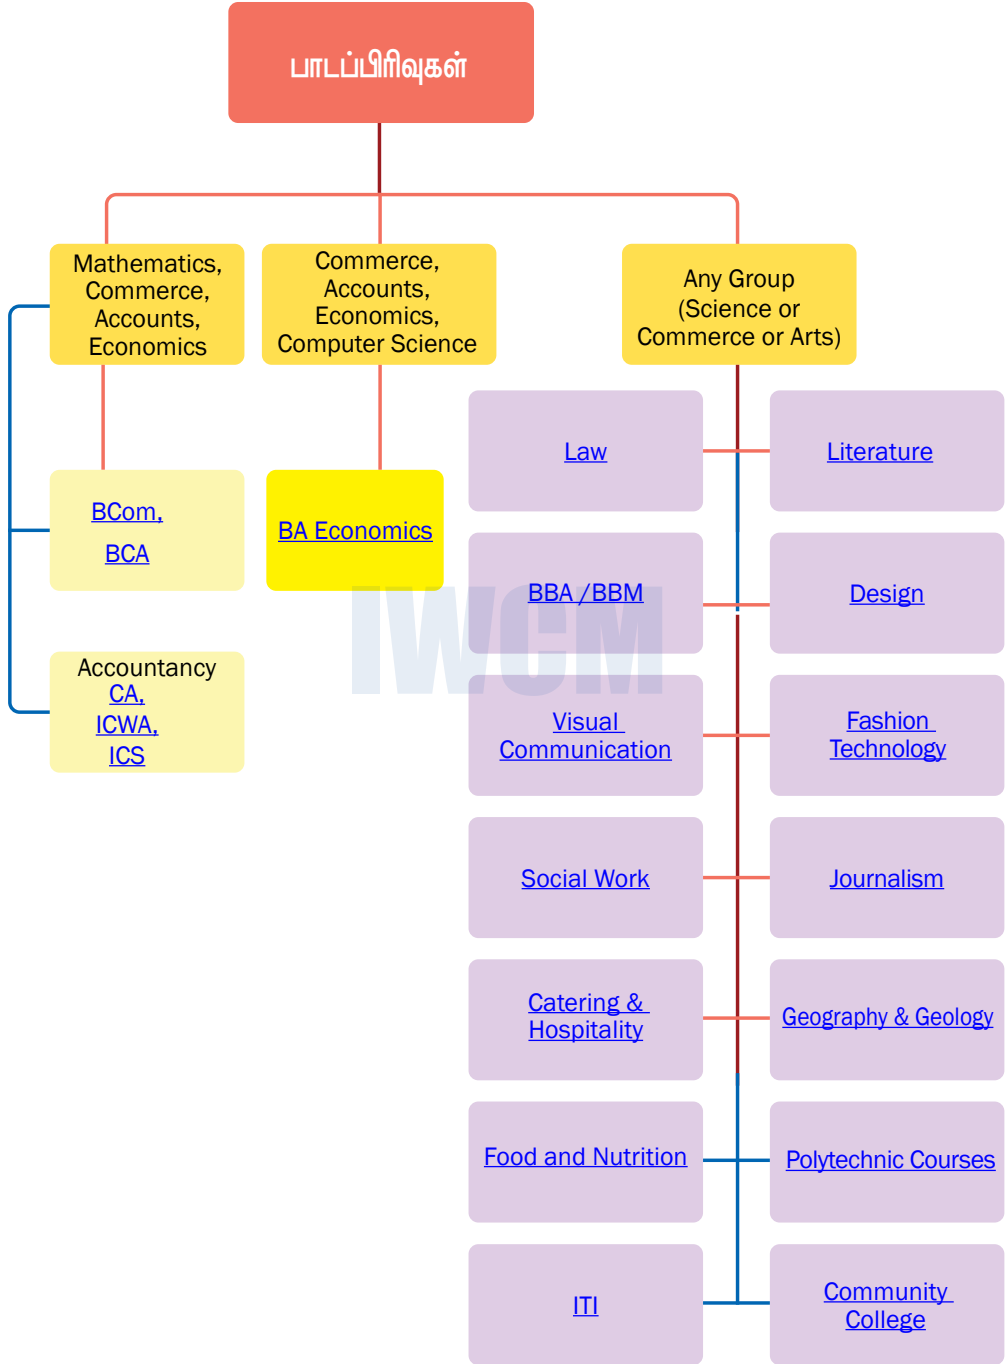 பாடப்பிரிவுகள்
Mathematics,
Commerce,
Accounts,
Economics
Commerce,
Accounts,
Economics,
Computer Science
Any Group
(Science or
Commerce or Arts)
BCom,
BCA
BA Economics
Accountancy
CA,
ICWA,
ICS
Law
Literature
BBA /BBM
Design
Visual
Communication
Fashion
Technology
Social Work
Journalism
Catering &
Hospitality
Geography & Geology
Food and Nutrition
Polytechnic Courses
ITI
Community
College
IWCM